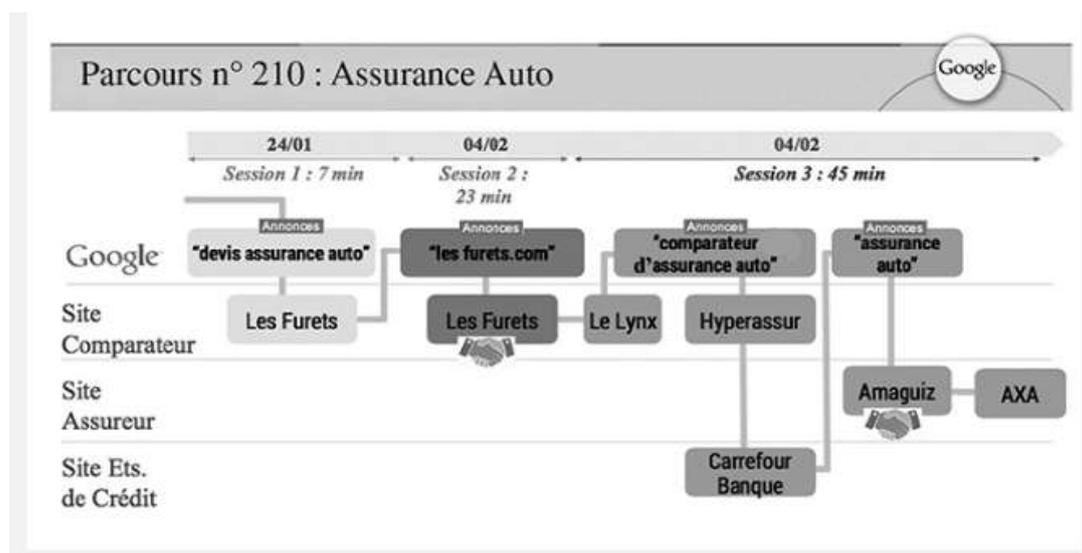 Parcours n° 210 : Assurance Auto
Google
24/01
04/02
04/02
Session 1 : 7 min
Session 2 :
23 min
Session 3 : 45 min
Google
Annonces
"devis assurance auto"
Annonces
"les furets.com"
Annonces
"comparateur
d'assurance auto"
Annonces
"assurance
auto"
Site
Comparateur
Les Furets
Les Furets
Le Lynx
Hyperassur
Site
Assureur
Amaguiz
AXA
Site Ets.
de Crédit
Carrefour
Banque